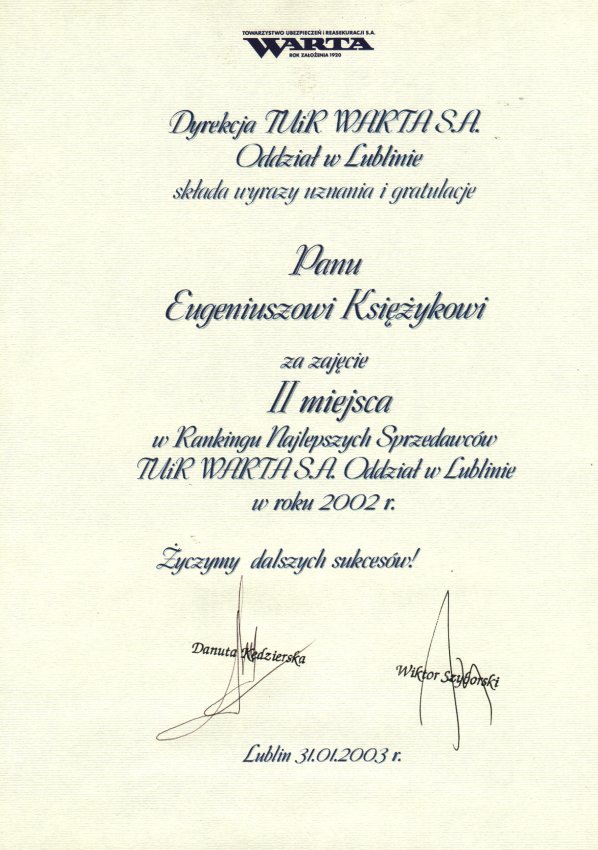 TOWARZYSTWO UBEZPIECZEŃ I REASEKURACJI S.A.
WARTA
ROK ZAŁOŻENIA 1920
Dyrekcja TUiR WARTA S.A.
Oddział w Lublinie
składa wyrazy uznania i gratulacje
Panu
Eugeniuszowi Księżykowi
za zajęcie
II miejsca
w Rankingu Najlepszych Sprzedawców
TUiR WARTA S.A. Oddział w Lublinie
w roku 2002 r.
Życzymy dalszych sukcesów!
Danuta Kędzierska
Wiktor Szydorski
Lublin 31.01.2003 r.